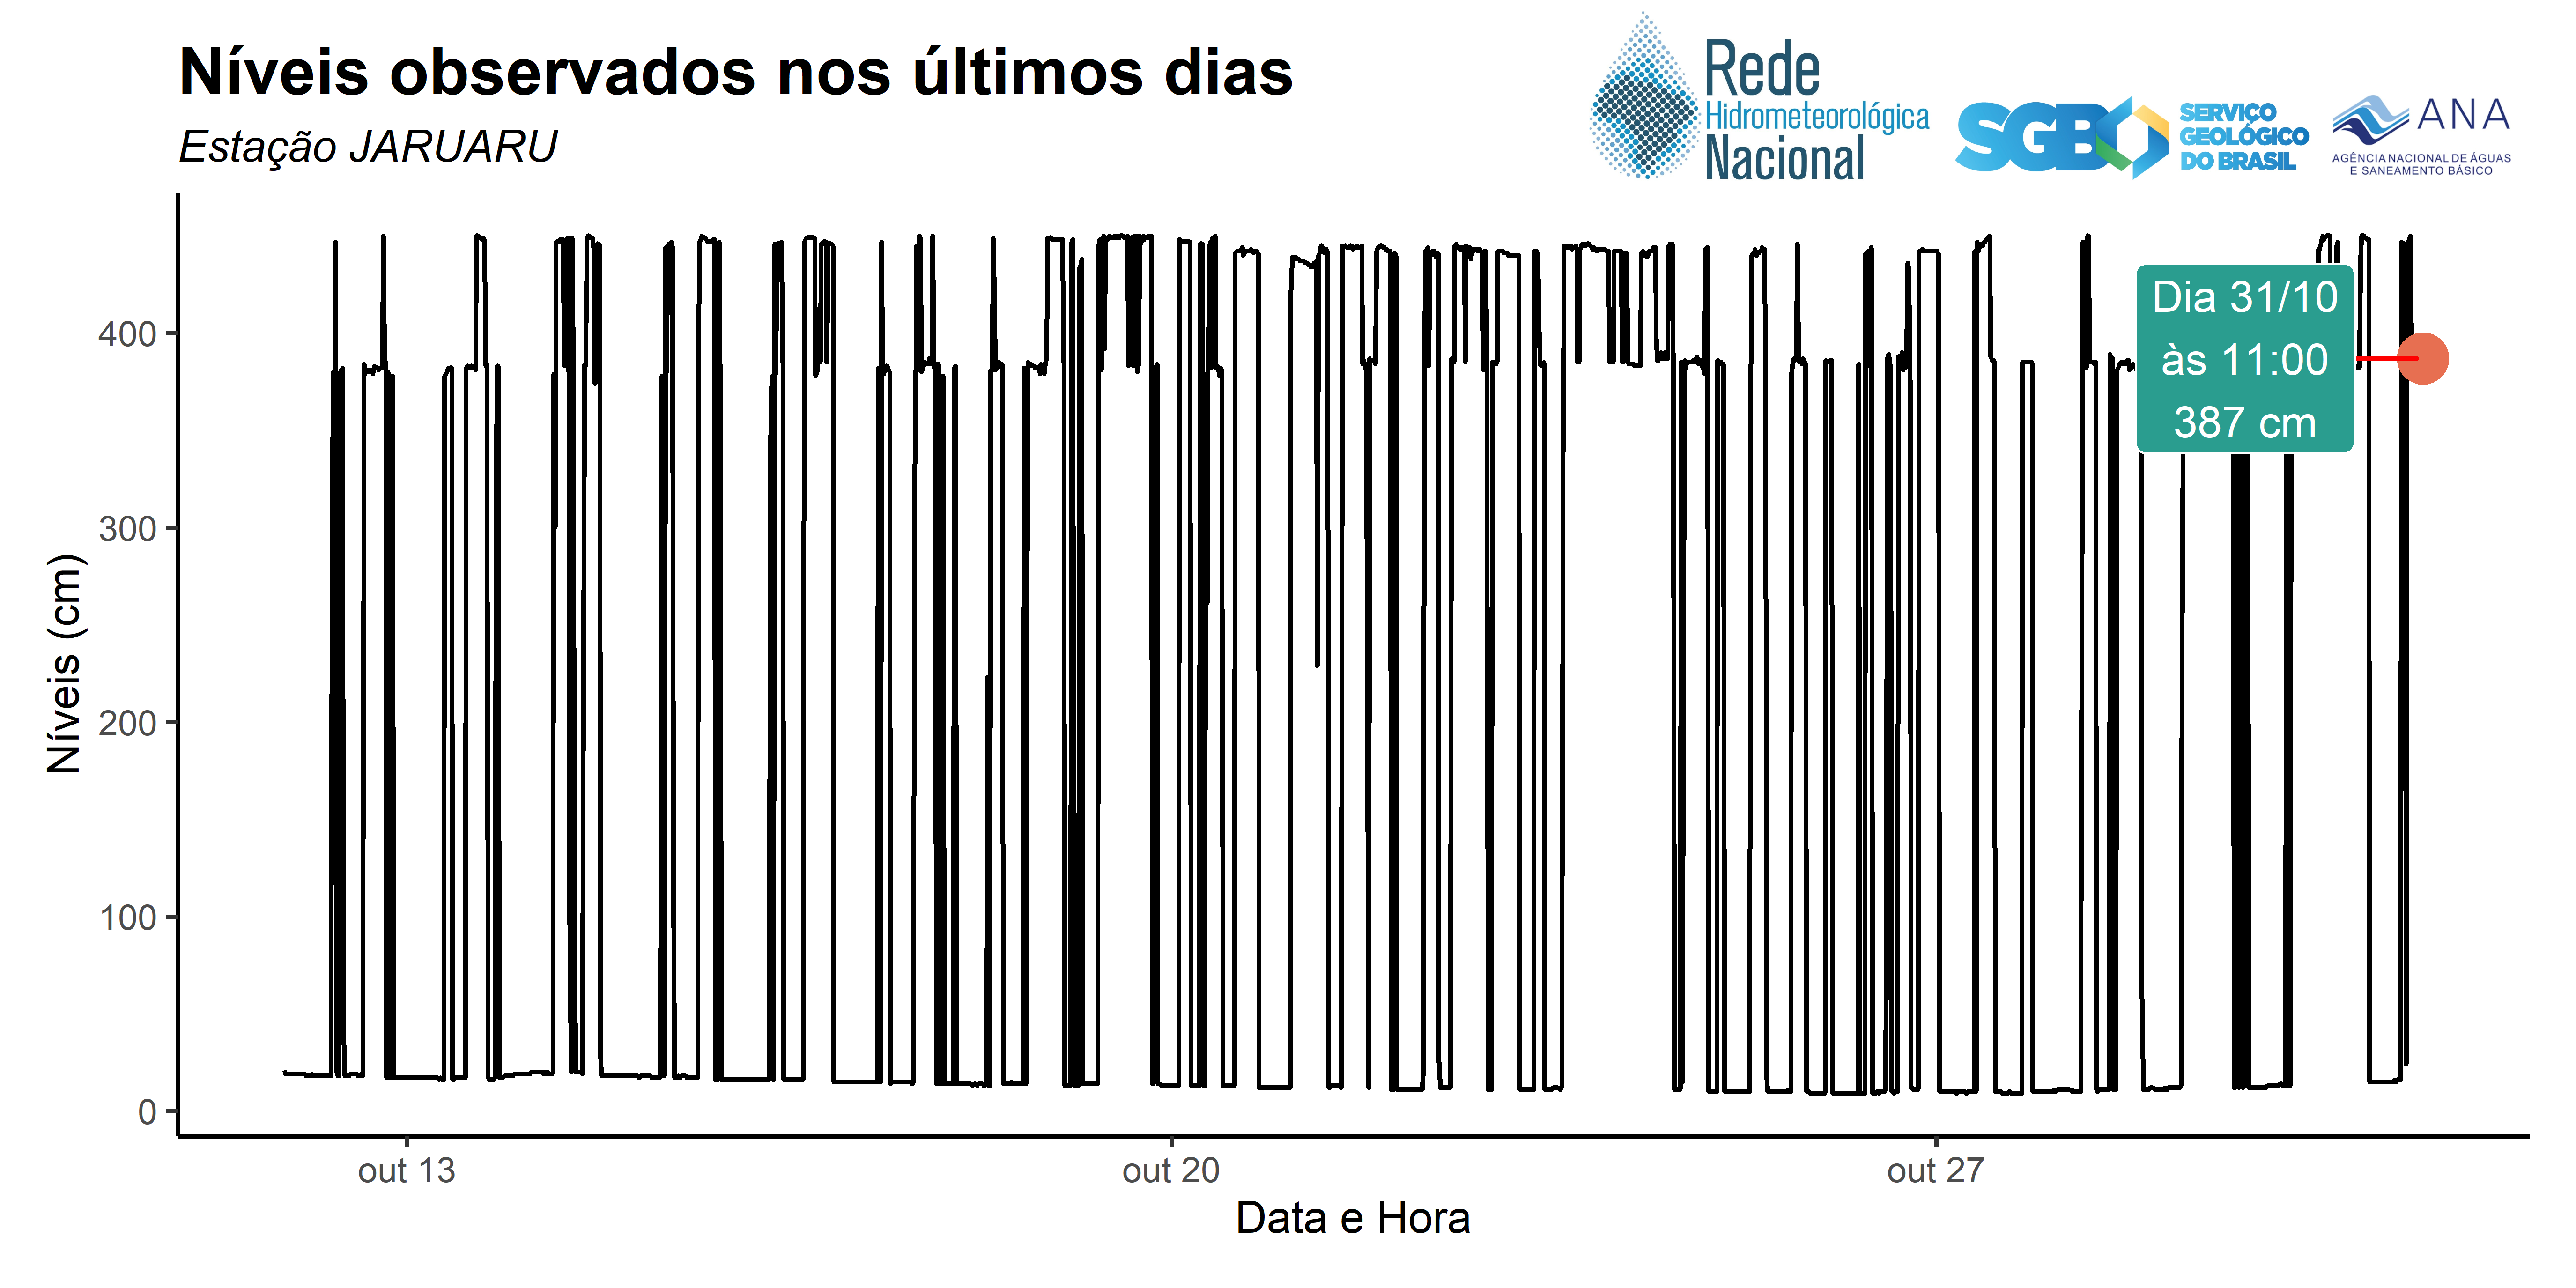 Níveis observados nos últimos dias
Estação JARUARU
Rede
Hidrometeorológica
Nacional
SGB
SERVIÇO
GEOLÓGICO
DO BRASIL
ANA
AGÊNCIA NACIONAL DE ÁGUAS
E SANEAMENTO BÁSICO
Níveis (cm)
400
300
200
100
0
Dia 31/10
às 11:00
387 cm
out 13
out 20
out 27
Data e Hora